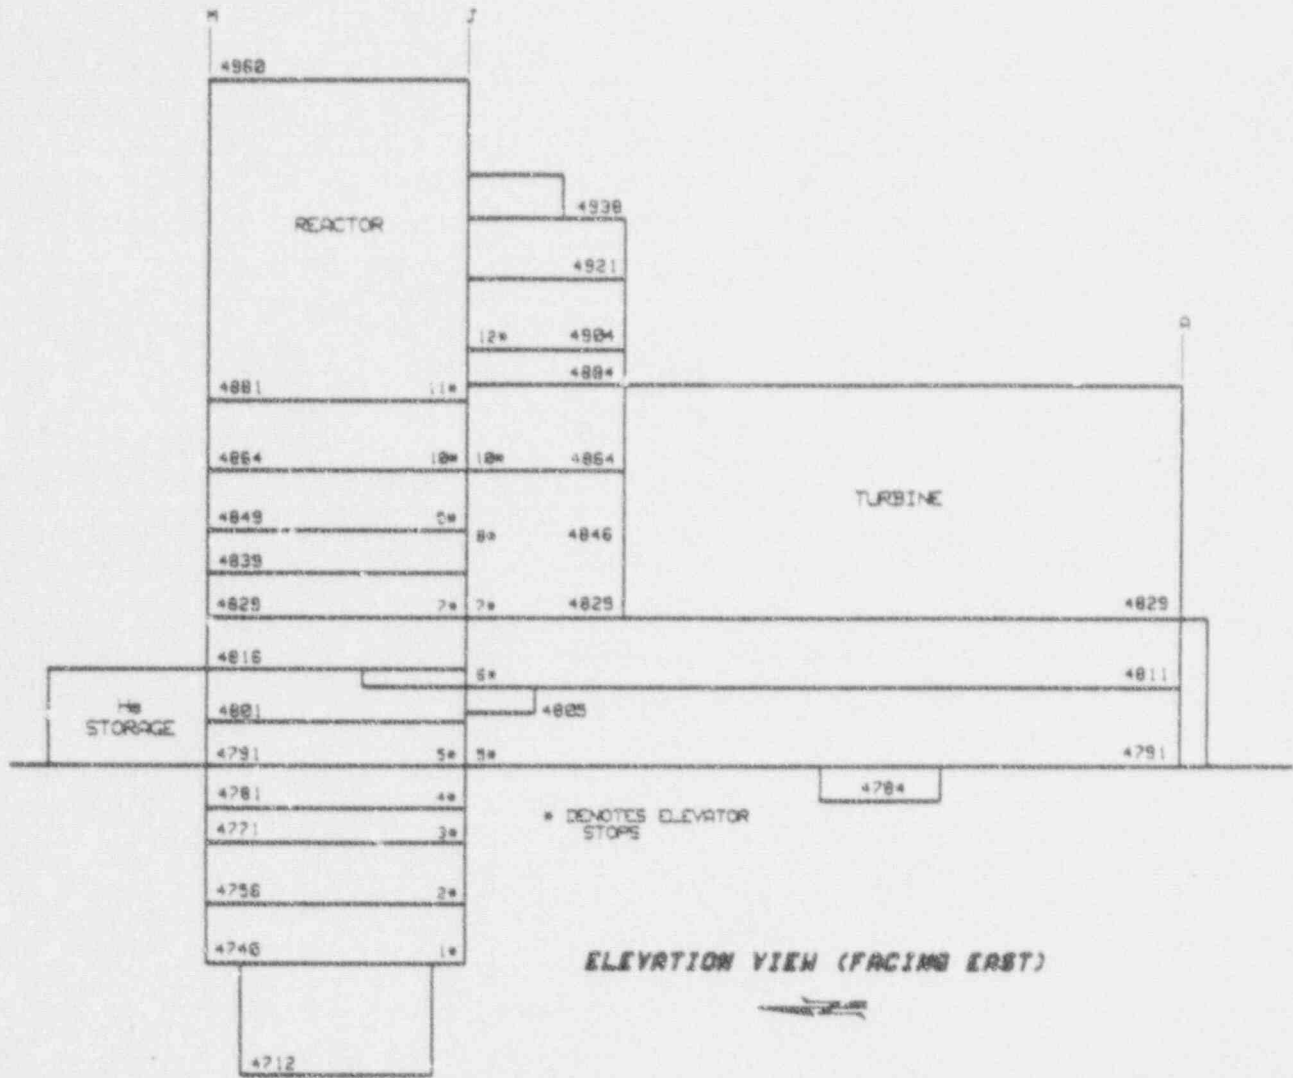 M J
4960
REACTOR
4938
4921
12* 4904
A
4884
4881 11*
4864 10* 10* 4864
TURBINE
4849
8* 4846
4839
4829 7* 7* 4829 4829
4816
6* 4811
He
STORAGE
4801 4805
4791 5* 5* 4791
4781 4* 4784
* DENOTES ELEVATOR
STOPS
4771 3*
4756 2*
4740 1*
ELEVATION VIEW (FACING EAST)
4712